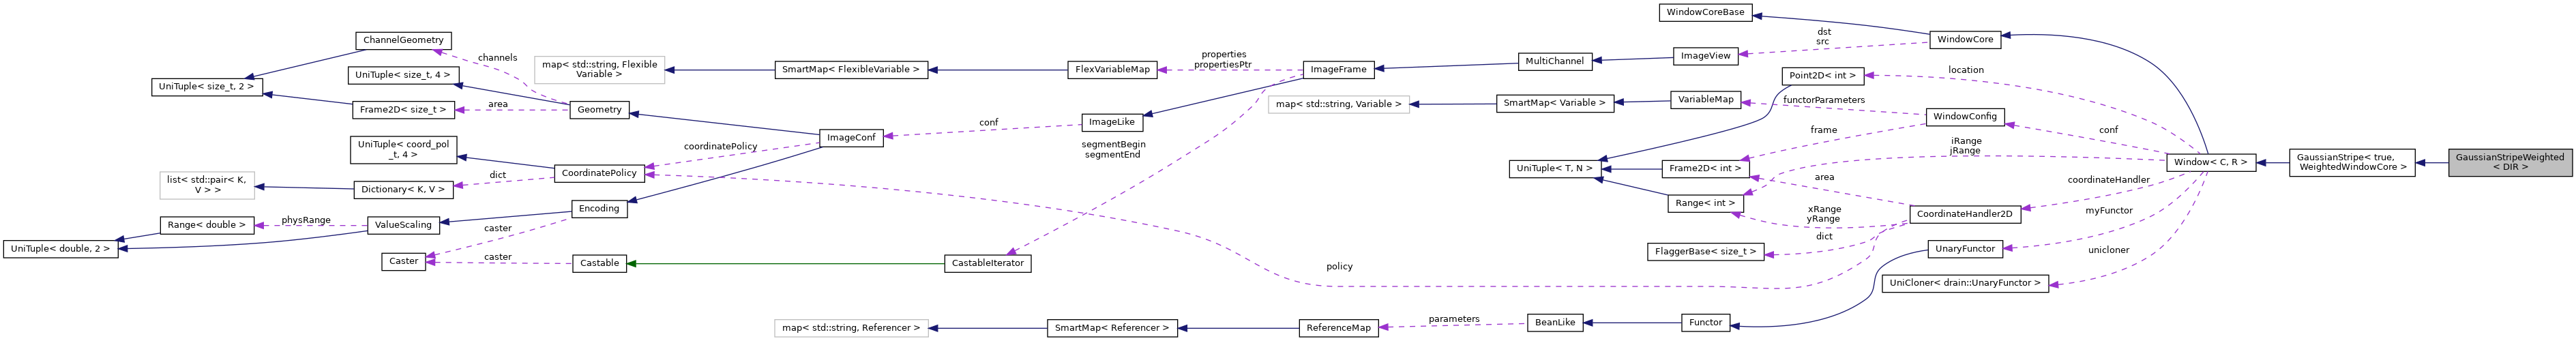 WindowCoreBase
ChannelGeometry
channels
WindowCore
dst
src
properties
propertiesPtr
ImageView
MultiChannel
map< std::string, Flexible
Variable >
SmartMap< FlexibleVariable >
FlexVariableMap
ImageFrame
UniTuple< size_t, 4 >
Point2D< int >
location
UniTuple< size_t, 2 >
Frame2D< size_t >
area
Geometry
map< std::string, Variable >
SmartMap< Variable >
VariableMap
functorParameters
WindowConfig
conf
ImageLike
conf
ImageConf
frame
UniTuple< coord_pol
_t, 4 >
coordinatePolicy
segmentBegin
segmentEnd
iRange
jRange
Window< C, R >
GaussianStripe< true,
WeightedWindowCore >
GaussianStripeWeighted
< DIR >
UniTuple< T, N >
Frame2D< int >
CoordinatePolicy
dict
list< std::pair< K,
V > >
Dictionary< K, V >
area
coordinateHandler
Range< int >
Encoding
xRange
yRange
CoordinateHandler2D
myFunctor
Range< double >
physRange
ValueScaling
caster
dict
UniTuple< double, 2 >
FlaggerBase< size_t >
UnaryFunctor
unicloner
Caster
caster
Castable
CastableIterator
policy
UniCloner< drain::UnaryFunctor >
map< std::string, Referencer >
SmartMap< Referencer >
ReferenceMap
parameters
BeanLike
Functor